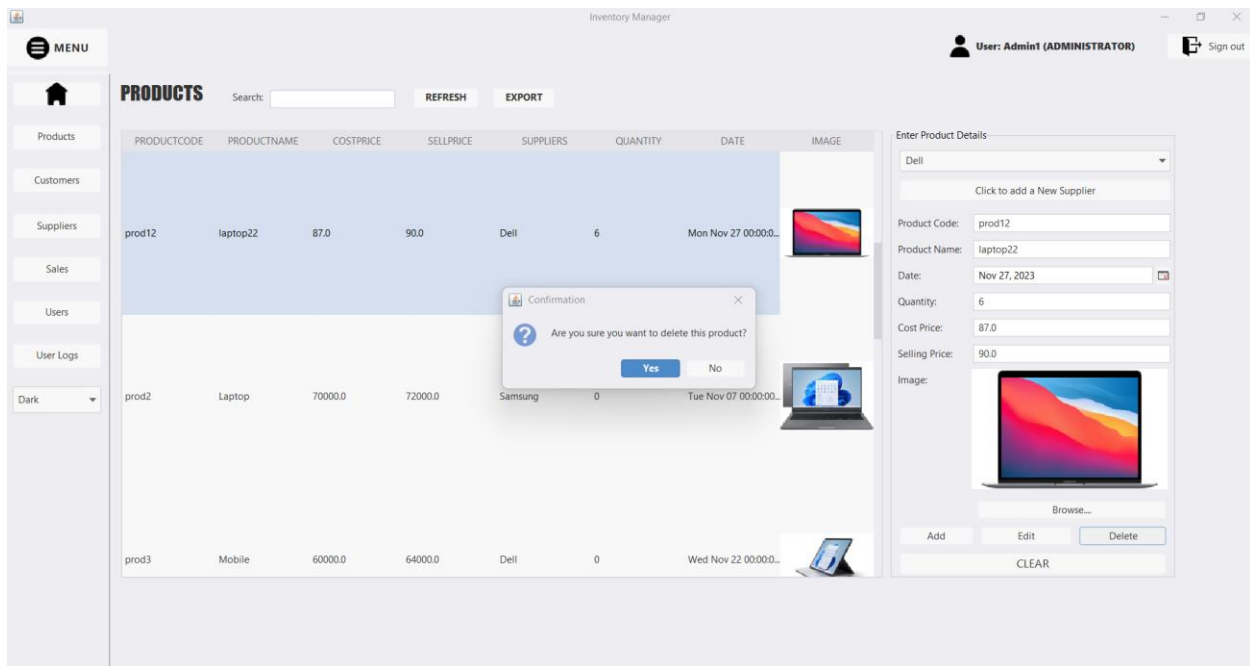 Inventory Manager
MENU
User: Admin1 (ADMINISTRATOR)
Sign out
PRODUCTS
Search:
REFRESH
EXPORT
Products
Customers
Suppliers
Sales
Users
User Logs
Dark
PRODUCTCODE PRODUCTNAME COSTPRICE SELLPRICE SUPPLIERS QUANTITY DATE IMAGE
prod12 laptop22 87.0 90.0 Dell 6 Mon Nov 27 00:00:0...
prod2 Laptop 70000.0 72000.0 Samsung 0 Tue Nov 07 00:00:00...
prod3 Mobile 60000.0 64000.0 Dell 0 Wed Nov 22 00:00:0...
Confirmation
Are you sure you want to delete this product?
Yes No
Enter Product Details
Dell
Click to add a New Supplier
Product Code: prod12
Product Name: laptop22
Date: Nov 27, 2023
Quantity: 6
Cost Price: 87.0
Selling Price: 90.0
Image:
Browse....
Add Edit Delete
CLEAR